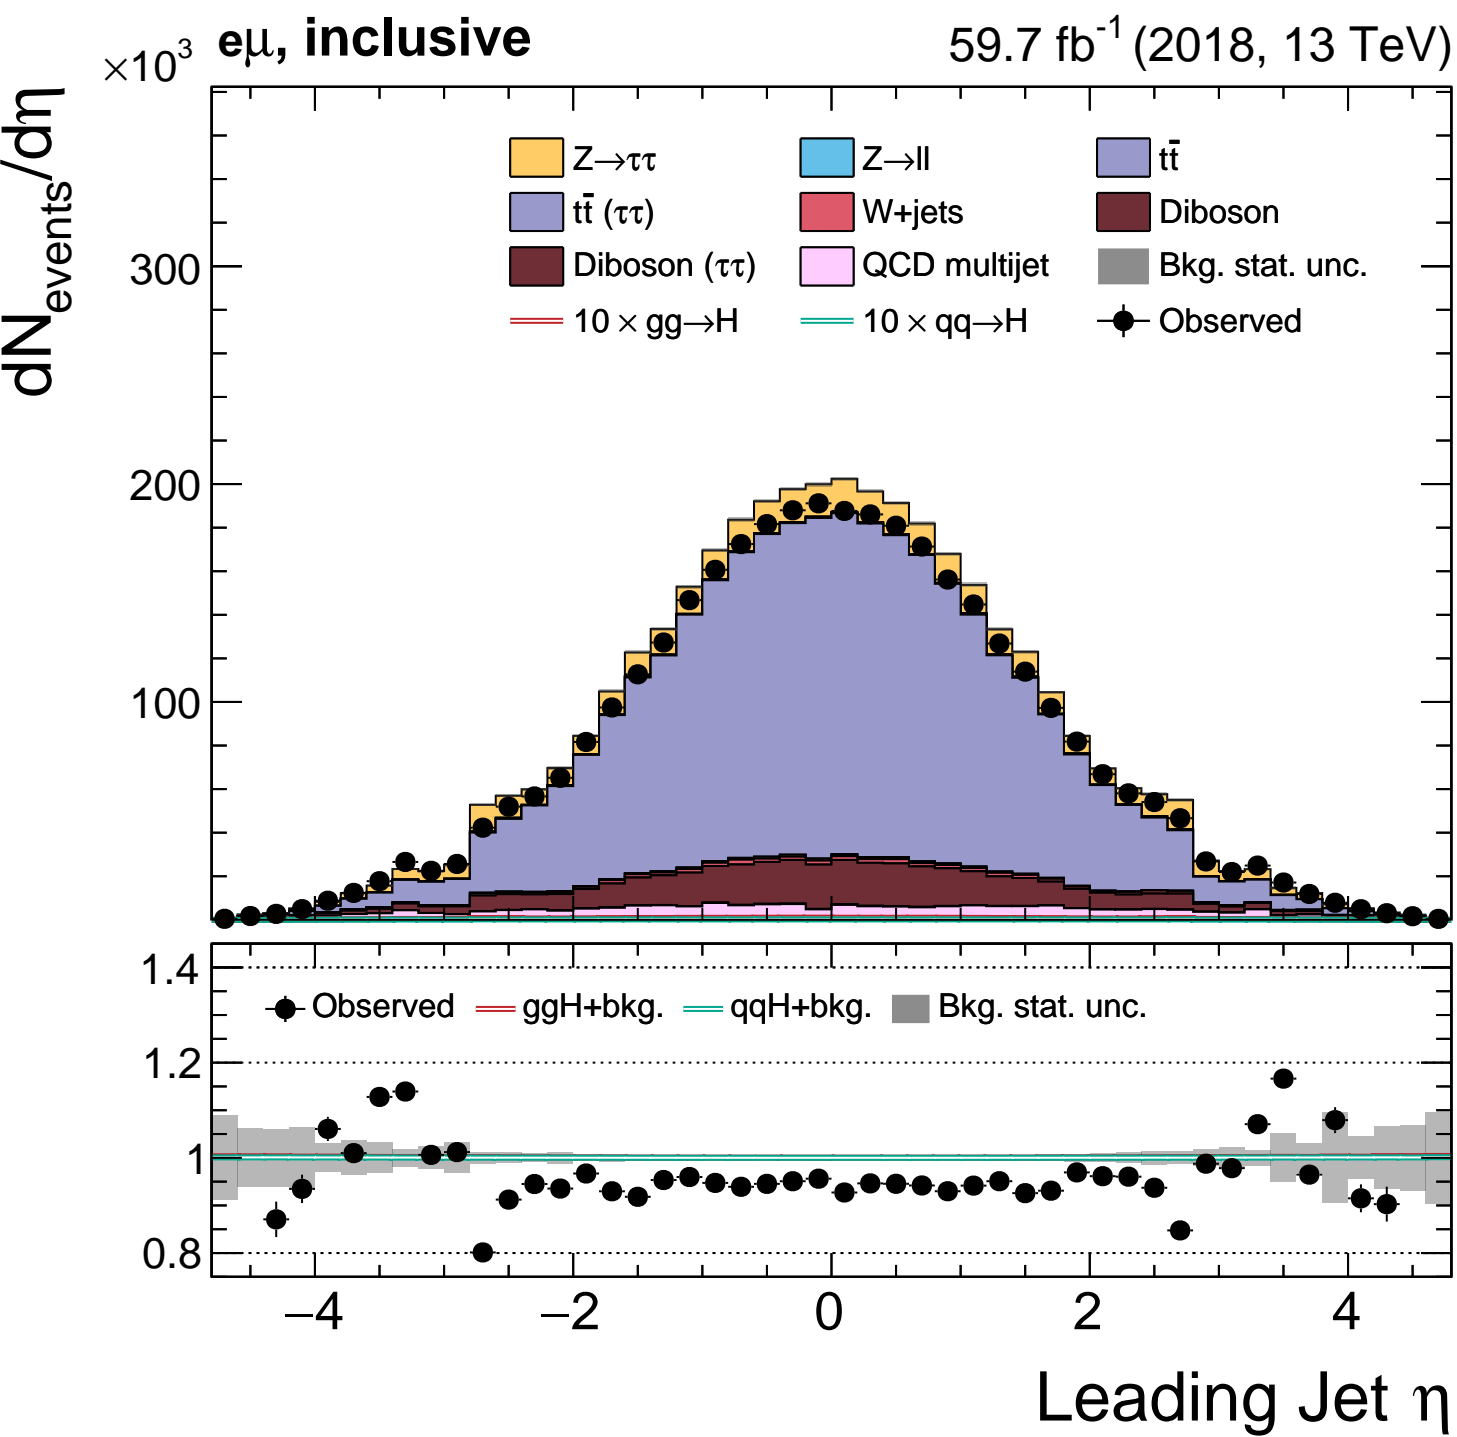 ×10³ eμ, inclusive 59.7 fb⁻¹ (2018, 13 TeV)
dN_events/dη
Z→ττ Z→ll tt̄
tt̄ (ττ) W+jets Diboson
Diboson (ττ) QCD multijet Bkg. stat. unc.
10 × gg→H 10 × qq→H Observed
300
200
100
1.4
Observed ggH+bkg. qqH+bkg. Bkg. stat. unc.
1.2
1
0.8
−4 −2 0 2 4
Leading Jet η